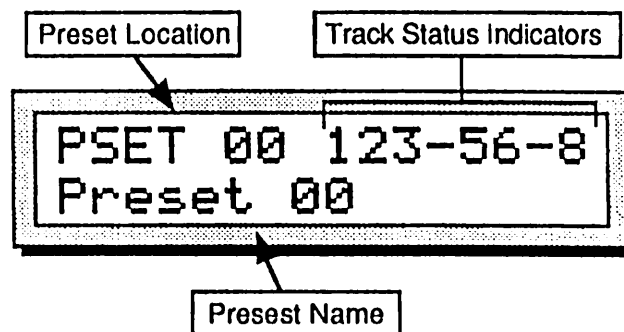 Preset Location
Track Status Indicators
PSET 00 123-56-8
Preset 00
Presest Name